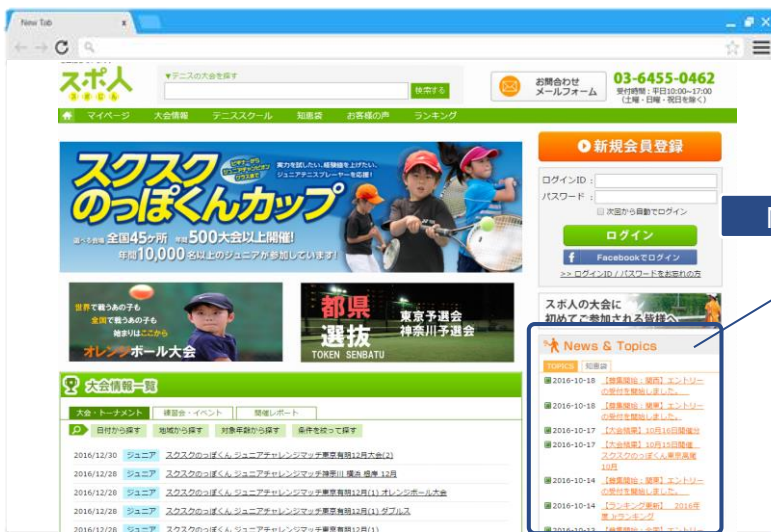 New Tab
スポ人
スポじん
▼テニスの大会を探す
検索する
お問合わせ
メールフォーム
03-6455-0462
受付時間：平日10:00~17:00
(土曜・日曜・祝日を除く)
マイページ
大会情報
テニススクール
知恵袋
お客様の声
ランキング
スクスク
のっぽくんカップ
実力を試したい、経験値を上げたい、
ジュニアテニスプレーヤーを応援!
選べる会場 全国45ヶ所 年間500大会以上開催!
年間10,000名以上のジュニアが参加しています!
新規会員登録
ログインID：
パスワード：
次回から自動でログイン
ログイン
Facebookでログイン
>> ログインID / パスワードをお忘れの方
世界で戦うあの子も
全国で戦うあの子も
始まりはここから
オレンジボール大会
都県
選抜
TOKEN SENBATU
東京予選会
神奈川予選会
スポ人の大会に
初めてご参加される皆様へ
News & Topics
TOPICS
知恵袋
2016-10-18 【募集開始：関西】エントリー
の受付を開始しました。
2016-10-18 【募集開始：関東】エントリー
の受付を開始しました。
2016-10-17 【大会結果】10月16日開催分
2016-10-17 【大会結果】10月15日開催
スクスクのっぽくん東京高尾
10月
2016-10-14 【募集開始：関東】エントリー
の受付を開始しました。
2016-10-14 【ランキング更新】 2016年
度 Jrランキング
大会情報一覧
大会・トーナメント
練習会・イベント
開催レポート
日付から探す
地域から探す
対象年齢から探す
条件を絞って探す
2016/12/30 ジュニア スクスクのっぽくん ジュニアチャレンジマッチ東京有明12月大会(2)
2016/12/28 ジュニア スクスクのっぽくん ジュニアチャレンジマッチ神奈川 横浜 根岸 12月
2016/12/28 ジュニア スクスクのっぽくん ジュニアチャレンジマッチ東京有明12月(1) オレンジボール大会
2016/12/28 ジュニア スクスクのっぽくん ジュニアチャレンジマッチ東京有明12月(1) ダブルス
2016/12/28 ジュニア スクスクのっぽくん ジュニアチャレンジマッチ東京有明12月(1)